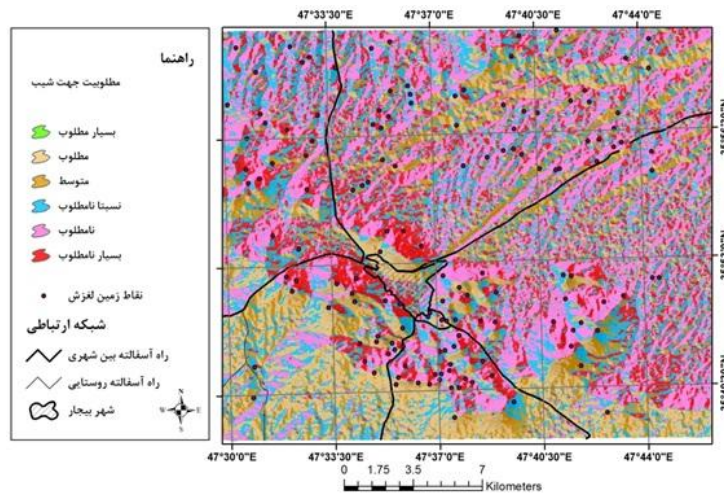 47°33'30"E 47°37'0"E 47°40'30"E 47°44'0"E
راهنما
مطلوبیت جهت شیب
بسیار مطلوب
مطلوب
متوسط
نسبتا نامطلوب
نامطلوب
بسیار نامطلوب
نقاط زمین لغزش
شبکه ارتباطی
راه آسفالته بین شهری
راه آسفالته روستایی
شهر بیجار
N
W E
S
47°30'0"E 47°33'30"E 47°37'0"E 47°40'30"E 47°44'0"E
0 1.75 3.5 7
Kilometers